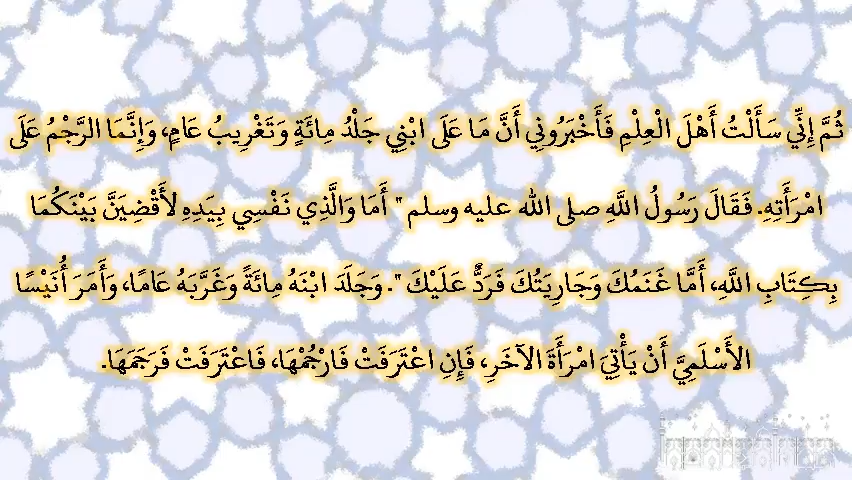 ثُمَّ إِنِّي سَأَلْتُ أَهْلَ الْعِلْمِ فَأَخْبَرُونِي أَنَّ مَا عَلَى ابْنِي جَلْدُ مِائَةٍ وَتَغْرِيبُ عَامٍ، وَإِنَّمَا الرَّجْمُ عَلَى
امْرَأَتِهِ. فَقَالَ رَسُولُ اللَّهِ صلى الله عليه وسلم " أَمَا وَالَّذِي نَفْسِي بِيَدِهِ لأَقْضِيَنَّ بَيْنَكُمَا
بِكِتَابِ اللَّهِ، أَمَّا غَنَمُكَ وَجَارِيَتُكَ فَرَدٌّ عَلَيْكَ ". وَجَلَدَ ابْنَهُ مِائَةً وَغَرَّبَهُ عَامًا، وَأَمَرَ أُنَيْسًا
الأَسْلَمِيَّ أَنْ يَأْتِيَ امْرَأَةَ الآخَرِ، فَإِنِ اعْتَرَفَتْ فَارْجُمْهَا، فَاعْتَرَفَتْ فَرَجَمَهَا.